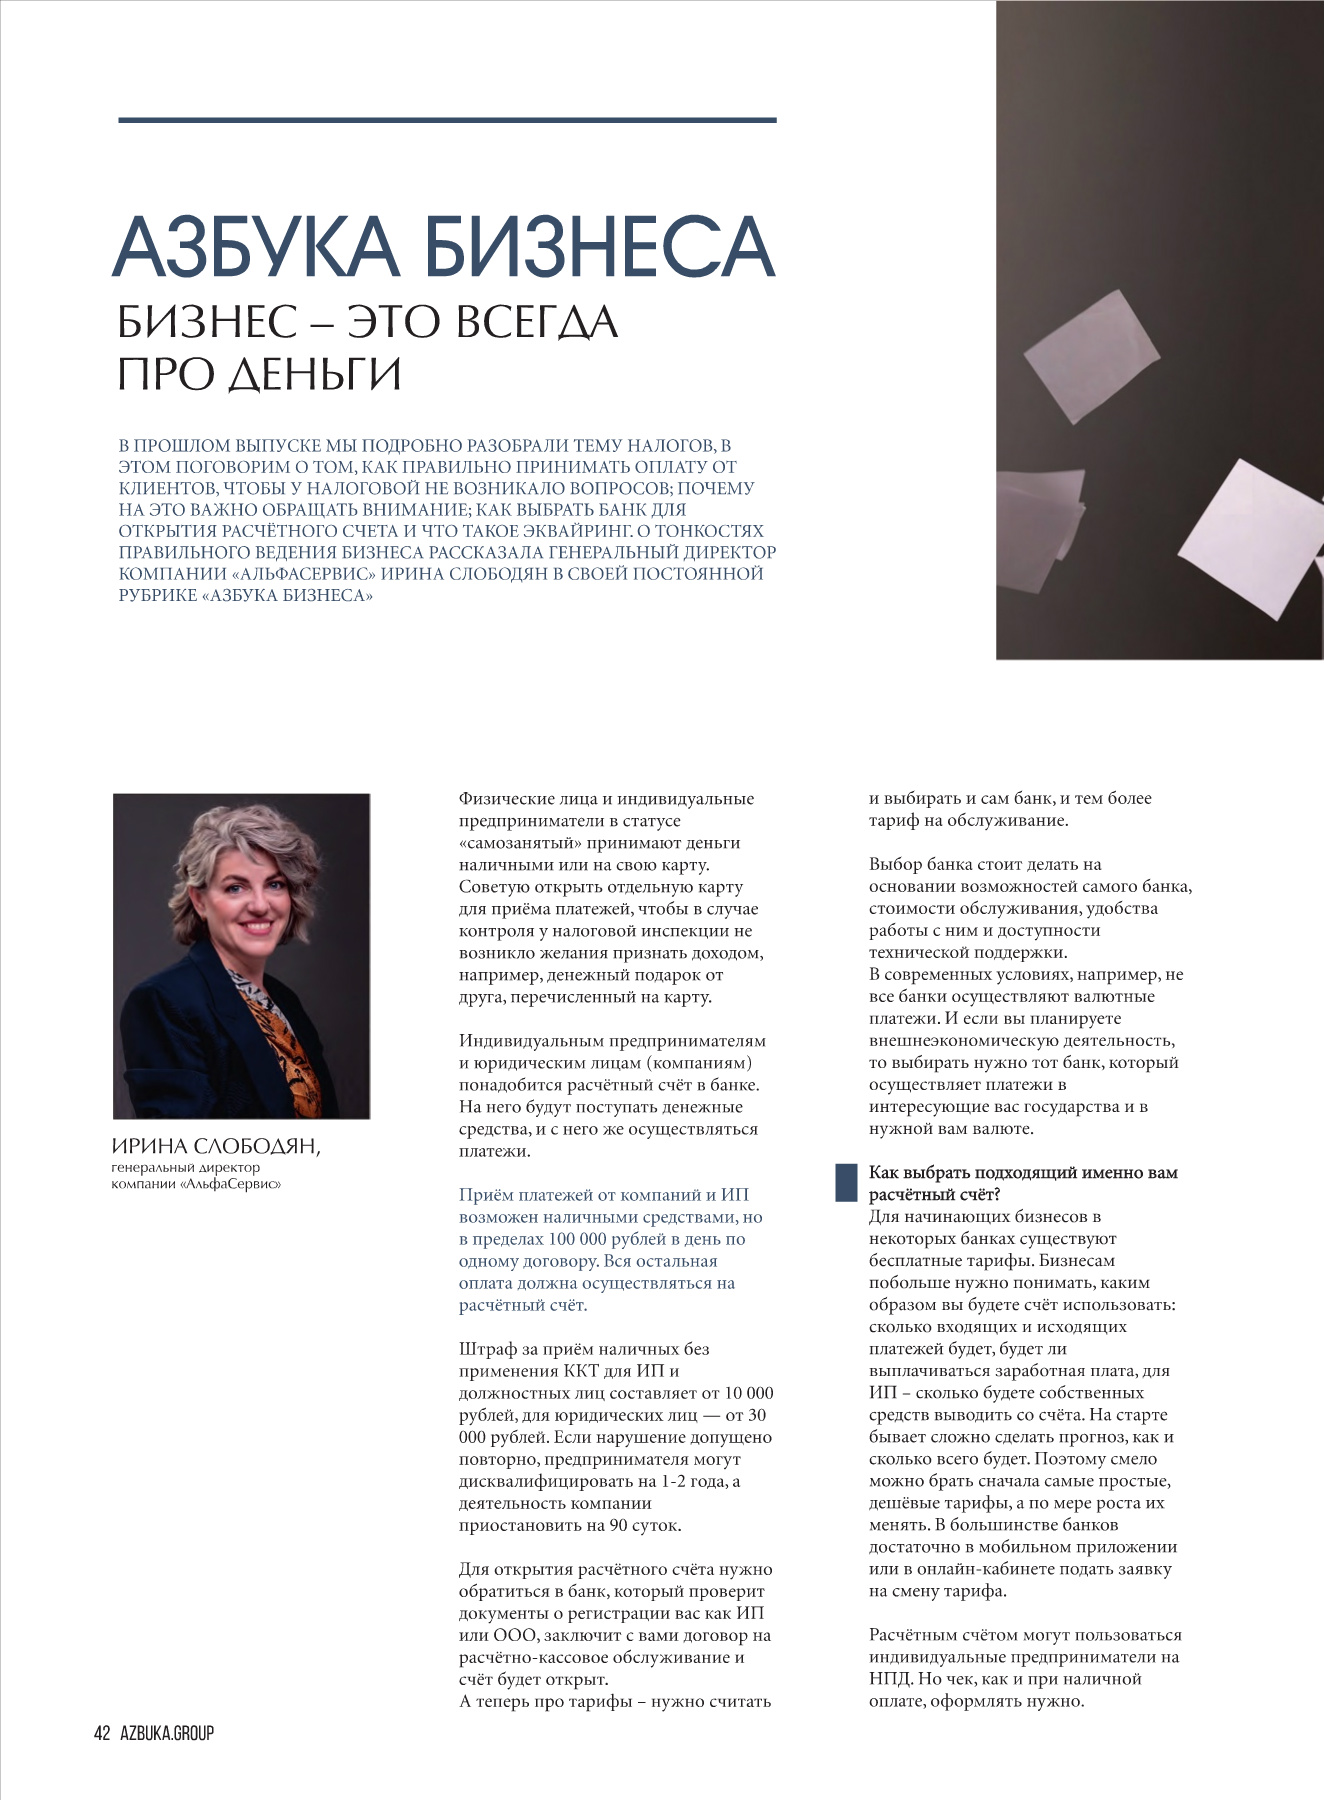 АЗБУКА БИЗНЕСА
БИЗНЕС – ЭТО ВСЕГДА
ПРО ДЕНЬГИ
В ПРОШЛОМ ВЫПУСКЕ МЫ ПОДРОБНО РАЗОБРАЛИ ТЕМУ НАЛОГОВ, В
ЭТОМ ПОГОВОРИМ О ТОМ, КАК ПРАВИЛЬНО ПРИНИМАТЬ ОПЛАТУ ОТ
КЛИЕНТОВ, ЧТОБЫ У НАЛОГОВОЙ НЕ ВОЗНИКАЛО ВОПРОСОВ; ПОЧЕМУ
НА ЭТО ВАЖНО ОБРАЩАТЬ ВНИМАНИЕ; КАК ВЫБРАТЬ БАНК ДЛЯ
ОТКРЫТИЯ РАСЧЁТНОГО СЧЕТА И ЧТО ТАКОЕ ЭКВАЙРИНГ. О ТОНКОСТЯХ
ПРАВИЛЬНОГО ВЕДЕНИЯ БИЗНЕСА РАССКАЗАЛА ГЕНЕРАЛЬНЫЙ ДИРЕКТОР
КОМПАНИИ «АЛЬФАСЕРВИС» ИРИНА СЛОБОДЯН В СВОЕЙ ПОСТОЯННОЙ
РУБРИКЕ «АЗБУКА БИЗНЕСА»
ИРИНА СЛОБОДЯН,
генеральный директор
компании «АльфаСервис»
Физические лица и индивидуальные
предприниматели в статусе
«самозанятый» принимают деньги
наличными или на свою карту.
Советую открыть отдельную карту
для приёма платежей, чтобы в случае
контроля у налоговой инспекции не
возникло желания признать доходом,
например, денежный подарок от
друга, перечисленный на карту.
Индивидуальным предпринимателям
и юридическим лицам (компаниям)
понадобится расчётный счёт в банке.
На него будут поступать денежные
средства, и с него же осуществляться
платежи.
Приём платежей от компаний и ИП
возможен наличными средствами, но
в пределах 100 000 рублей в день по
одному договору. Вся остальная
оплата должна осуществляться на
расчётный счёт.
Штраф за приём наличных без
применения ККТ для ИП и
должностных лиц составляет от 10 000
рублей, для юридических лиц — от 30
000 рублей. Если нарушение допущено
повторно, предпринимателя могут
дисквалифицировать на 1-2 года, а
деятельность компании
приостановить на 90 суток.
Для открытия расчётного счёта нужно
обратиться в банк, который проверит
документы о регистрации вас как ИП
или ООО, заключит с вами договор на
расчётно-кассовое обслуживание и
счёт будет открыт.
А теперь про тарифы – нужно считать
и выбирать и сам банк, и тем более
тариф на обслуживание.
Выбор банка стоит делать на
основании возможностей самого банка,
стоимости обслуживания, удобства
работы с ним и доступности
технической поддержки.
В современных условиях, например, не
все банки осуществляют валютные
платежи. И если вы планируете
внешнеэкономическую деятельность,
то выбирать нужно тот банк, который
осуществляет платежи в
интересующие вас государства и в
нужной вам валюте.
Как выбрать подходящий именно вам
расчётный счёт?
Для начинающих бизнесов в
некоторых банках существуют
бесплатные тарифы. Бизнесам
побольше нужно понимать, каким
образом вы будете счёт использовать:
сколько входящих и исходящих
платежей будет, будет ли
выплачиваться заработная плата, для
ИП – сколько будете собственных
средств выводить со счёта. На старте
бывает сложно сделать прогноз, как и
сколько всего будет. Поэтому смело
можно брать сначала самые простые,
дешёвые тарифы, а по мере роста их
менять. В большинстве банков
достаточно в мобильном приложении
или в онлайн-кабинете подать заявку
на смену тарифа.
Расчётным счётом могут пользоваться
индивидуальные предприниматели на
НПД. Но чек, как и при наличной
оплате, оформлять нужно.
42 AZBUKA.GROUP